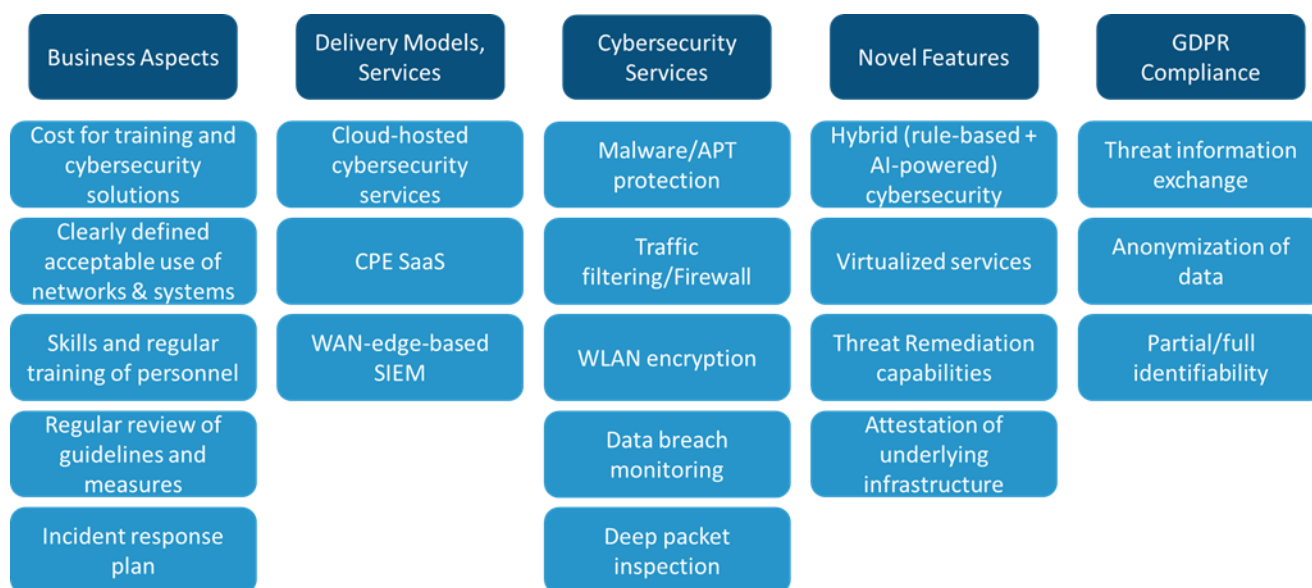 Business Aspects
Delivery Models,
Services
Cybersecurity
Services
Novel Features
GDPR
Compliance
Cost for training and
cybersecurity
solutions
Clearly defined
acceptable use of
networks & systems
Skills and regular
training of personnel
Regular review of
guidelines and
measures
Incident response
plan
Cloud-hosted
cybersecurity
services
CPE SaaS
WAN-edge-based
SIEM
Malware/APT
protection
Traffic
filtering/Firewall
WLAN encryption
Data breach
monitoring
Deep packet
inspection
Hybrid (rule-based +
AI-powered)
cybersecurity
Virtualized services
Threat Remediation
capabilities
Attestation of
underlying
infrastructure
Threat information
exchange
Anonymization of
data
Partial/full
identifiability